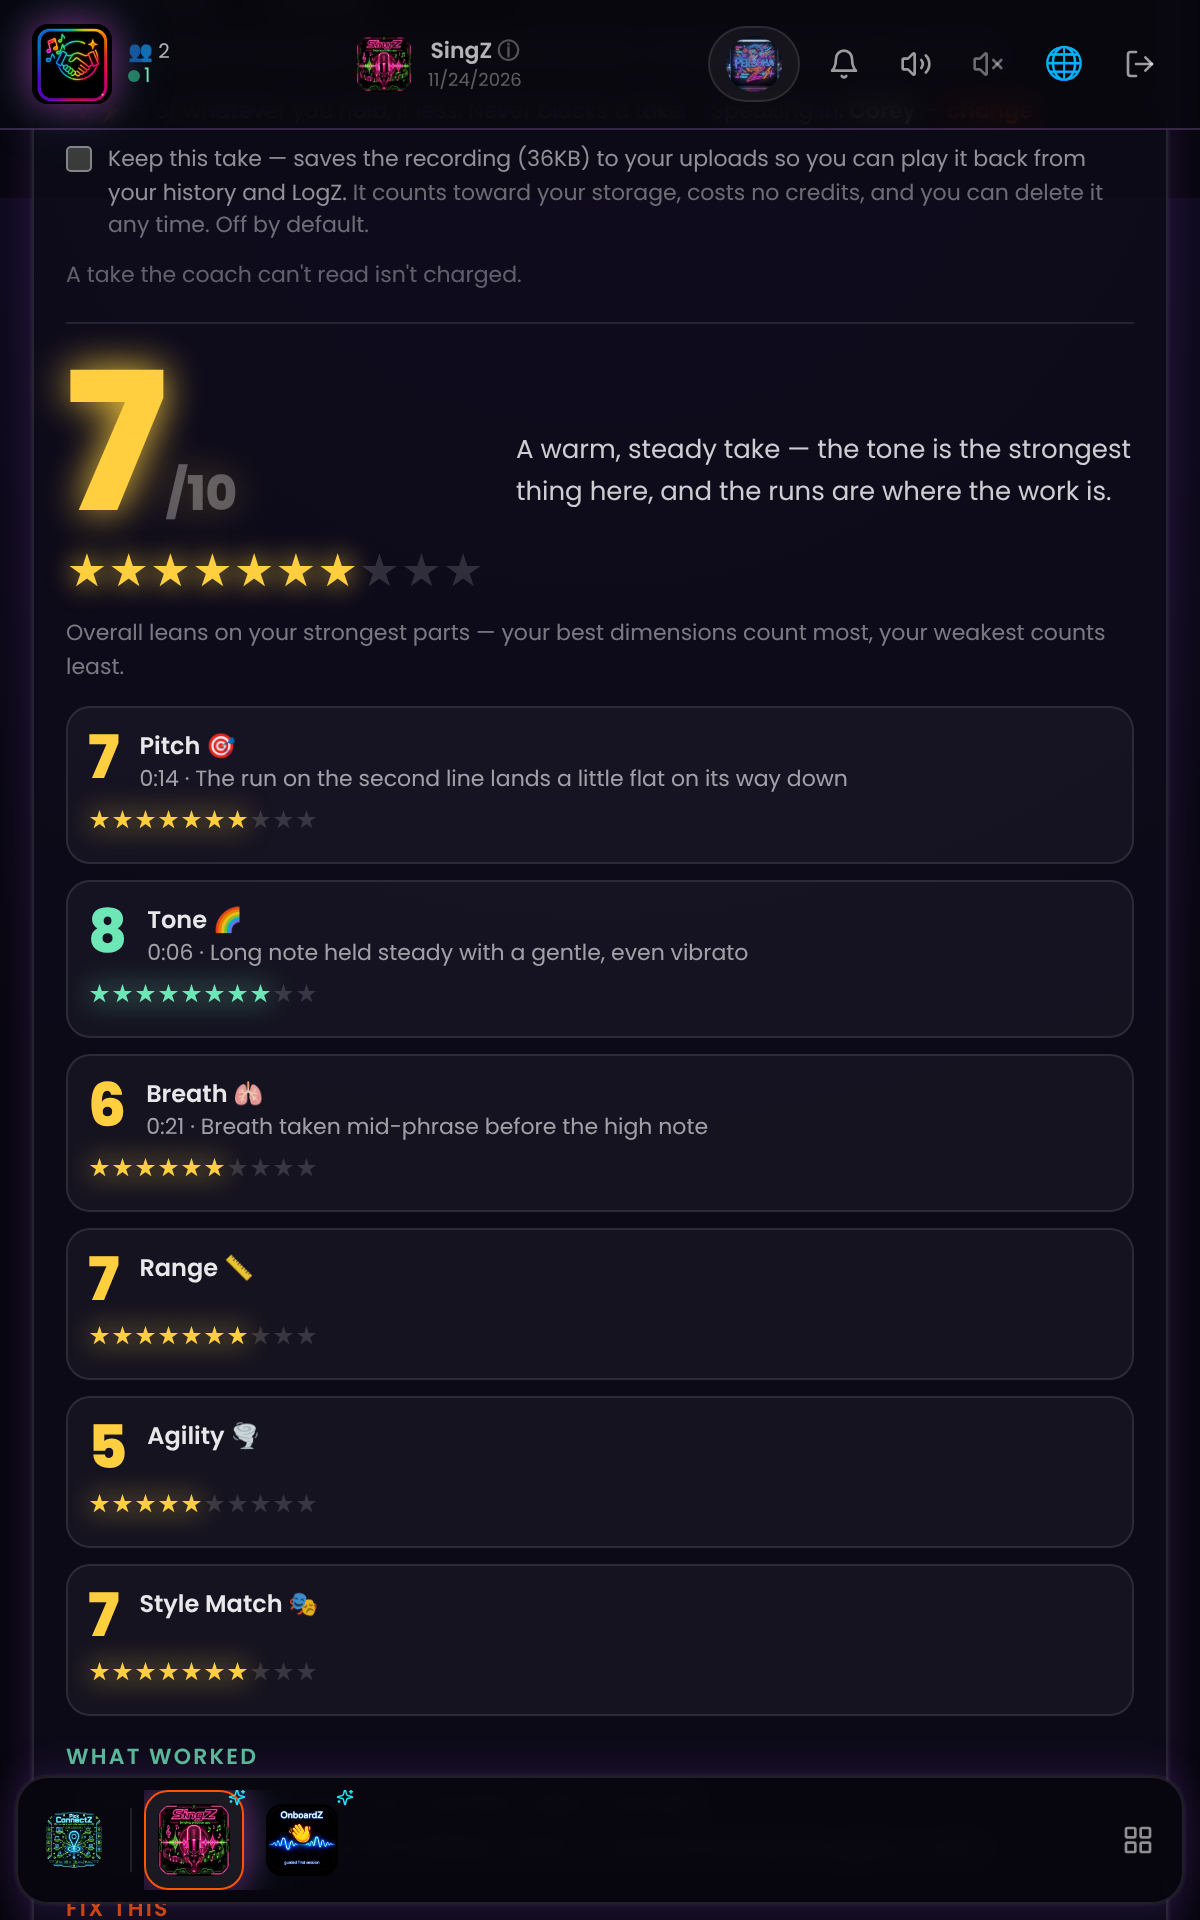 2
1
SingZ
11/24/2026
Keep this take — saves the recording (36KB) to your uploads so you can play it back from
your history and LogZ. It counts toward your storage, costs no credits, and you can delete it
any time. Off by default.
A take the coach can't read isn't charged.
7/10
A warm, steady take — the tone is the strongest
thing here, and the runs are where the work is.
Overall leans on your strongest parts — your best dimensions count most, your weakest counts
least.
7 Pitch
0:14 · The run on the second line lands a little flat on its way down
8 Tone
0:06 · Long note held steady with a gentle, even vibrato
6 Breath
0:21 · Breath taken mid-phrase before the high note
7 Range
5 Agility
7 Style Match
WHAT WORKED
ConnectZ
SingZ
OnboardZ
guided first session
FIX THIS